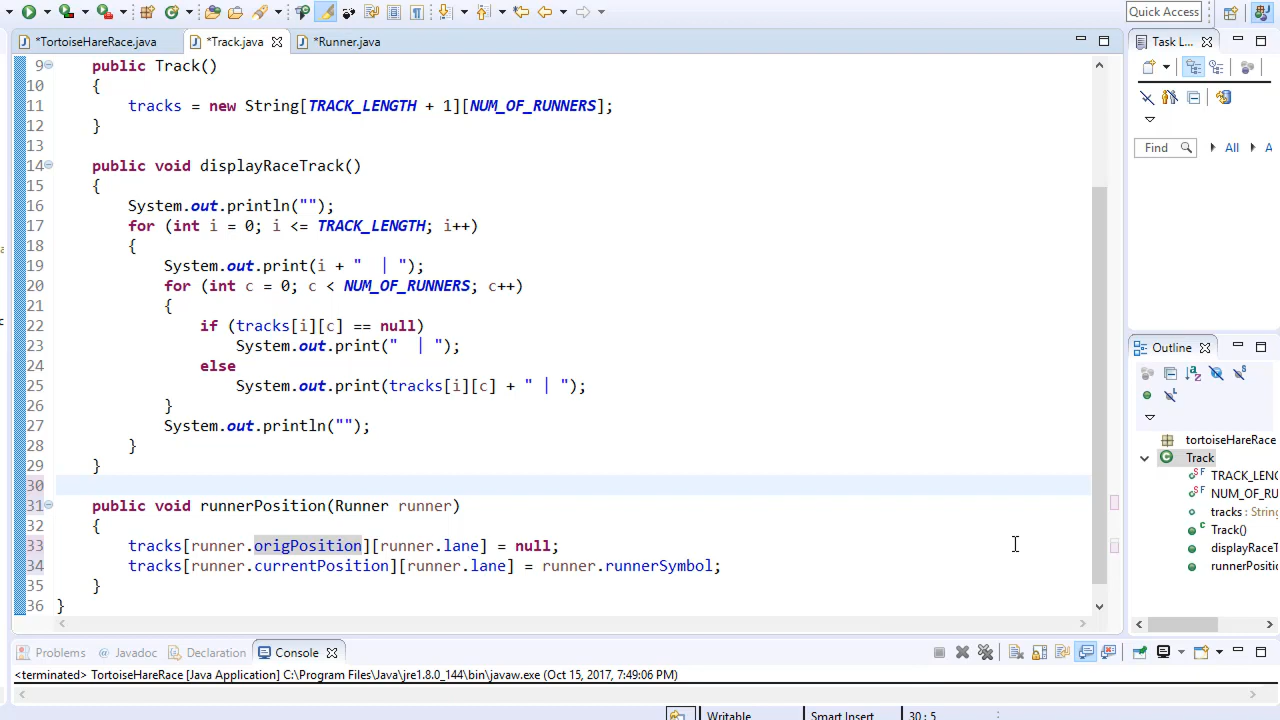 Quick Access
*TortoiseHareRace.java
*Track.java
*Runner.java
Task L...
9 public Track()
10 {
11 tracks = new String[TRACK_LENGTH + 1][NUM_OF_RUNNERS];
12 }
13
14 public void displayRaceTrack()
15 {
16 System.out.println("");
17 for (int i = 0; i <= TRACK_LENGTH; i++)
18 {
19 System.out.print(i + "  | ");
20 for (int c = 0; c < NUM_OF_RUNNERS; c++)
21 {
22 if (tracks[i][c] == null)
23 System.out.print("  | ");
24 else
25 System.out.print(tracks[i][c] + " | ");
26 }
27 System.out.println("");
28 }
29 }
30
31 public void runnerPosition(Runner runner)
32 {
33 tracks[runner.origPosition][runner.lane] = null;
34 tracks[runner.currentPosition][runner.lane] = runner.runnerSymbol;
35 }
36 }
Find
All
A
Outline
tortoiseHareRace
Track
TRACK_LENG
NUM_OF_RU
tracks : String
Track()
displayRaceT
runnerPositio
Problems
Javadoc
Declaration
Console
<terminated> TortoiseHareRace [Java Application] C:\Program Files\Java\jre1.8.0_144\bin\javaw.exe (Oct 15, 2017, 7:49:06 PM)
Writable
Smart Insert
30 : 5